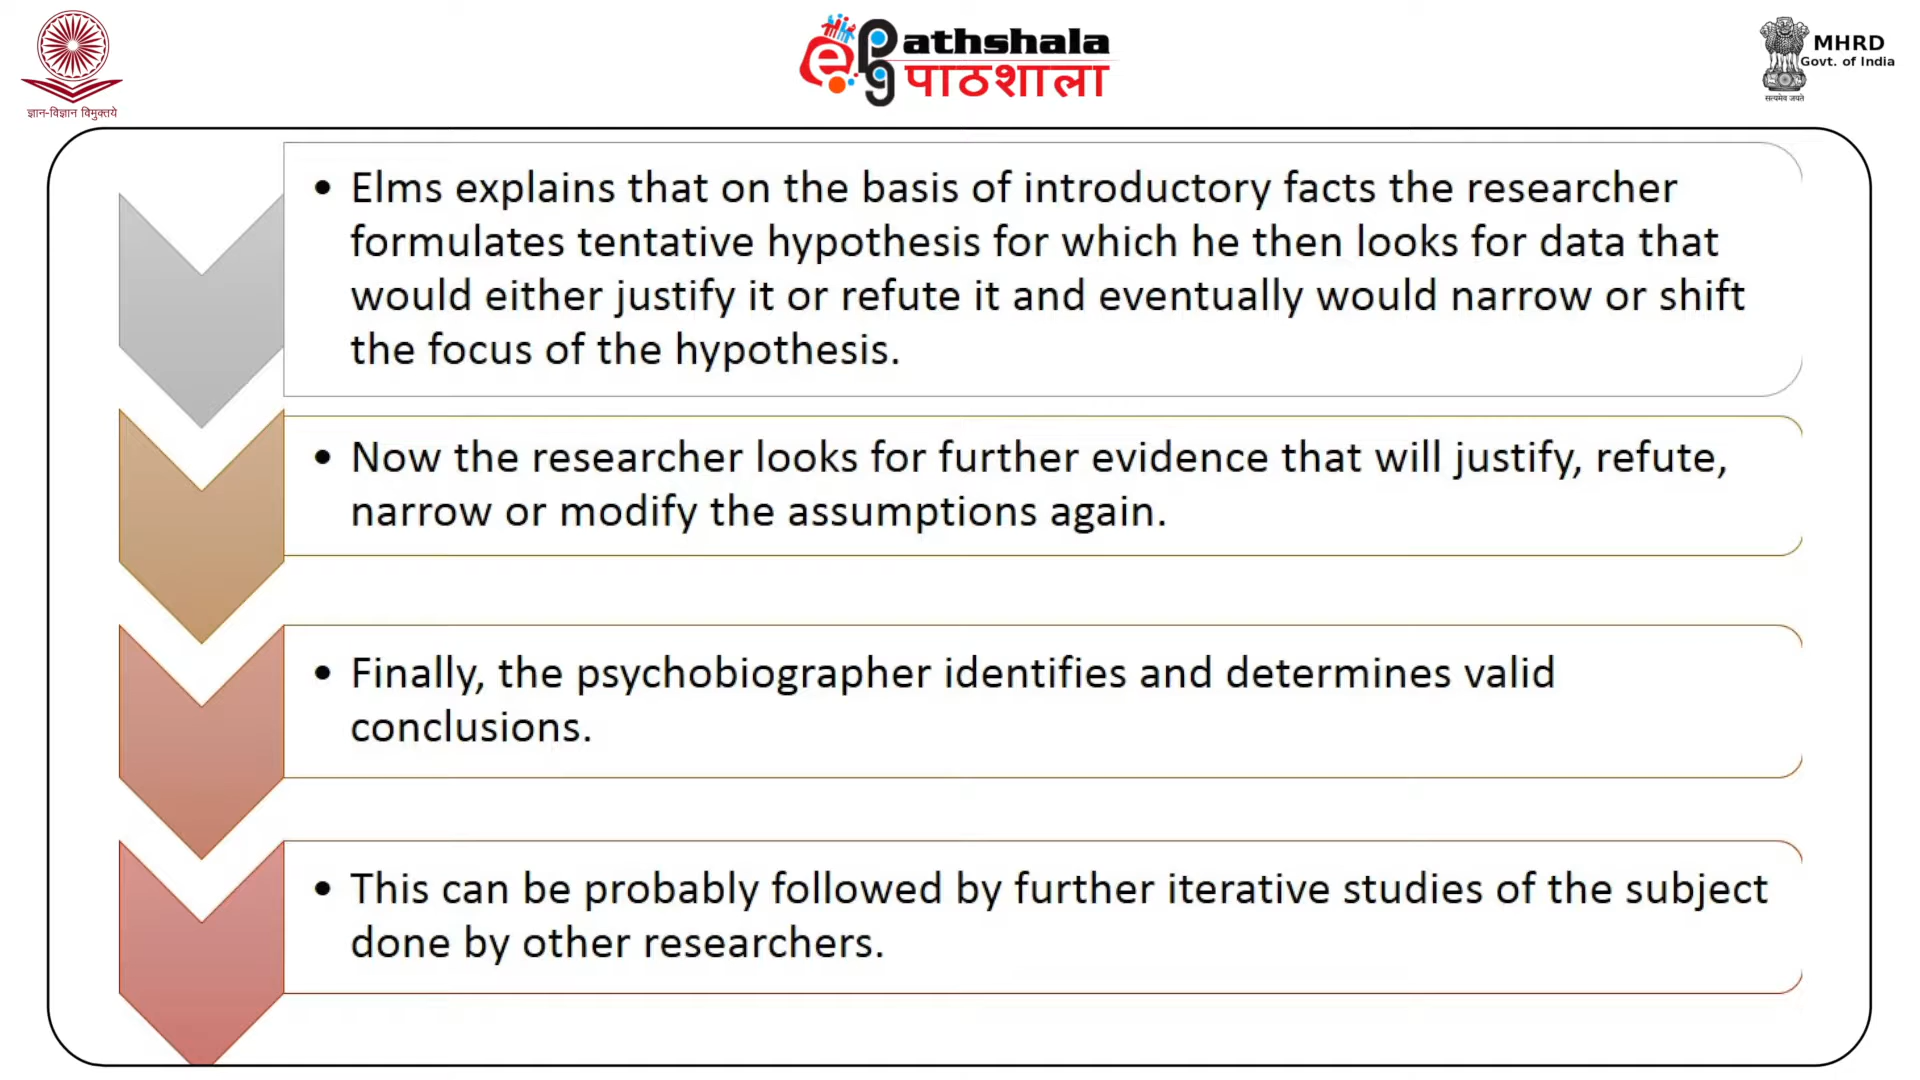 ज्ञान-विज्ञान विमुक्तये
ePG athshala
पाठशाला
MHRD
Govt. of India
सत्यमेव जयते
• Elms explains that on the basis of introductory facts the researcher
formulates tentative hypothesis for which he then looks for data that
would either justify it or refute it and eventually would narrow or shift
the focus of the hypothesis.
• Now the researcher looks for further evidence that will justify, refute,
narrow or modify the assumptions again.
• Finally, the psychobiographer identifies and determines valid
conclusions.
• This can be probably followed by further iterative studies of the subject
done by other researchers.